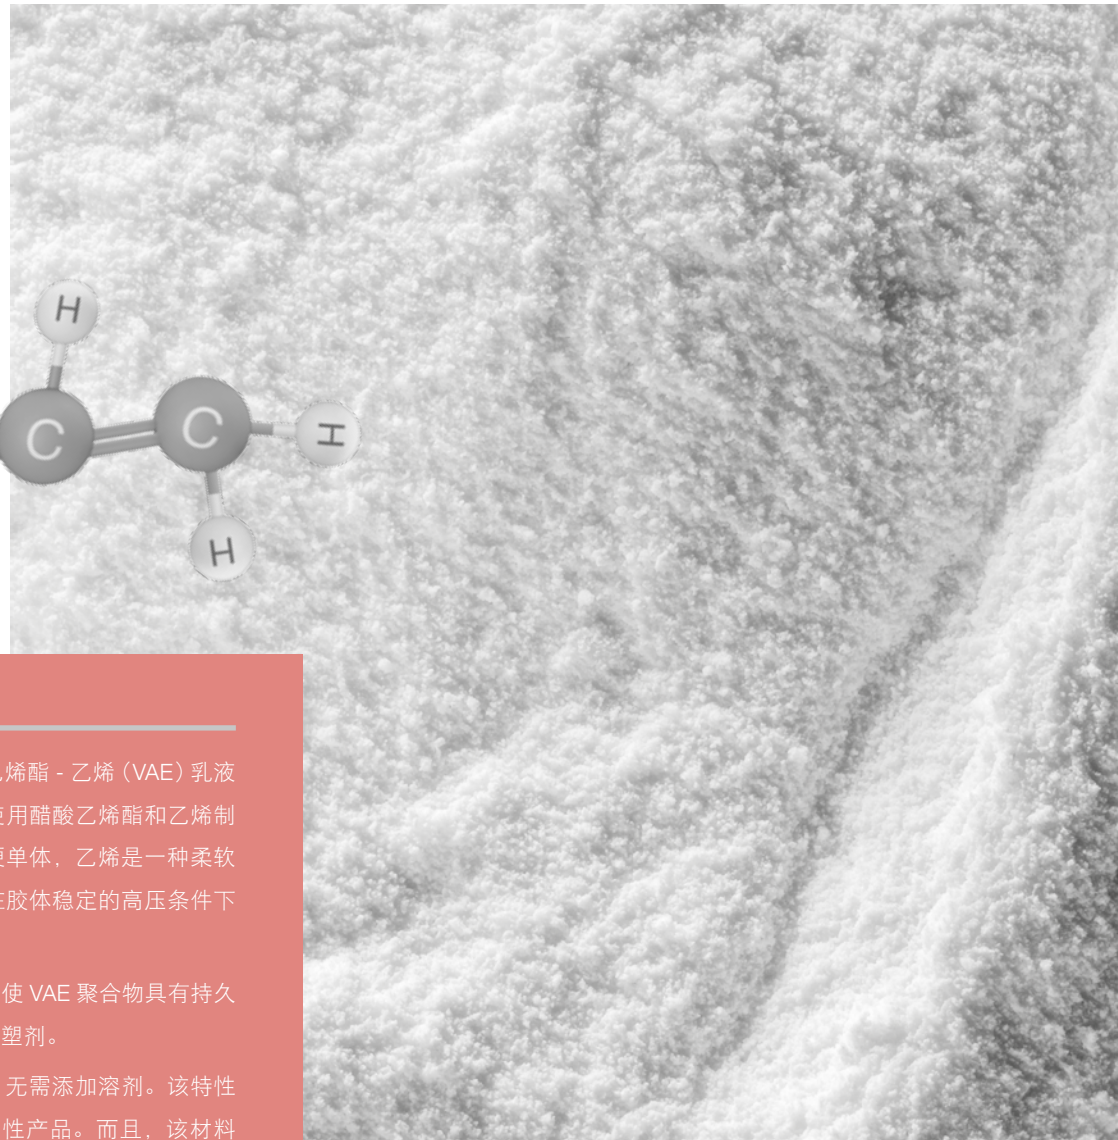 H
C
C
H
H
烯酯 - 乙烯（VAE）乳液
使用醋酸乙烯酯和乙烯制
单体，乙烯是一种柔软
胶体稳定的高压条件下
使 VAE 聚合物具有持久
塑剂。
无需添加溶剂。该特性
性产品。而且，该材料